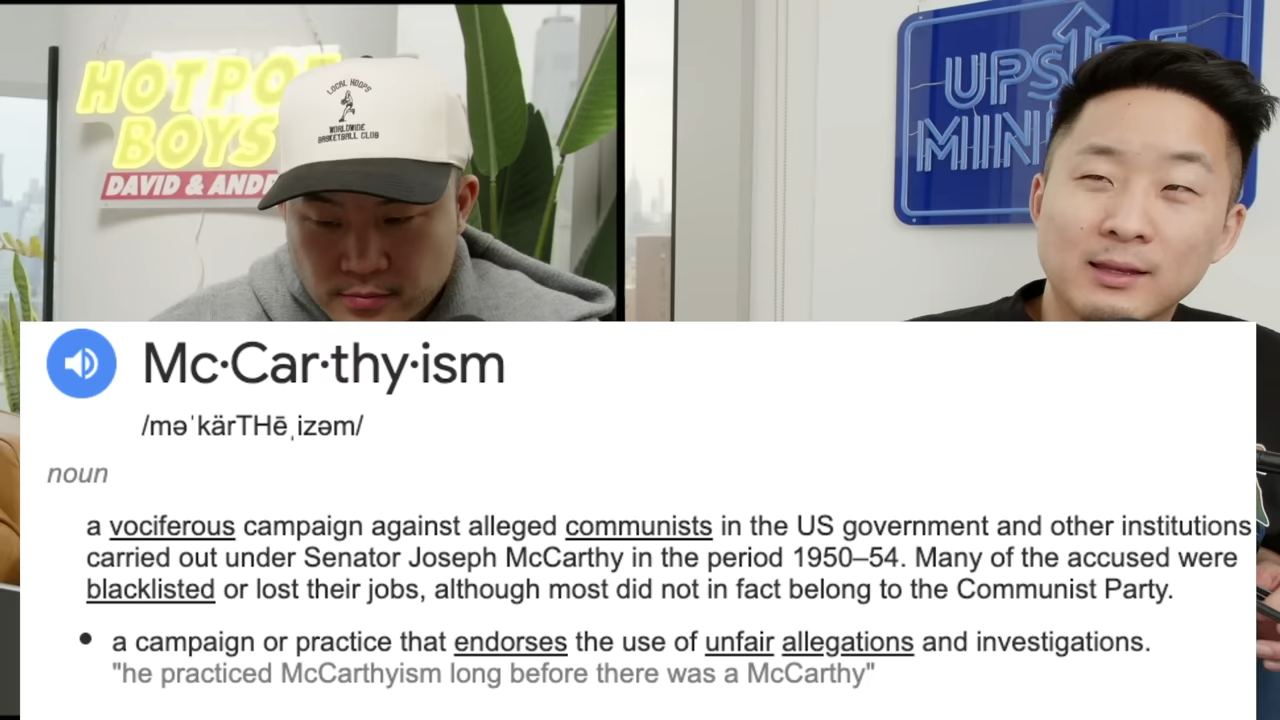 HOT POT
BOYS
DAVID & AND
LOCAL HOOPS
WORLDWIDE
BASKETBALL CLUB
UPSIDE
MIN
Mc·Car·thy·ism
/məˈkärTHēˌizəm/
noun
a vociferous campaign against alleged communists in the US government and other institutions
carried out under Senator Joseph McCarthy in the period 1950–54. Many of the accused were
blacklisted or lost their jobs, although most did not in fact belong to the Communist Party.
• a campaign or practice that endorses the use of unfair allegations and investigations.
"he practiced McCarthyism long before there was a McCarthy"